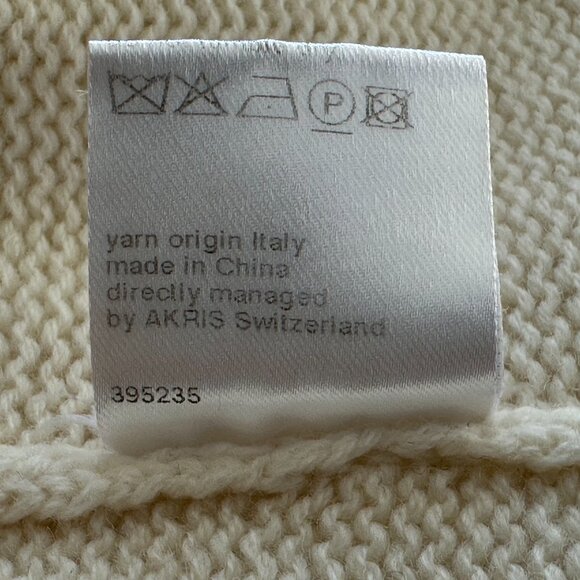 P
yarn origin Italy
made in China
directly managed
by AKRIS Switzerland
395235